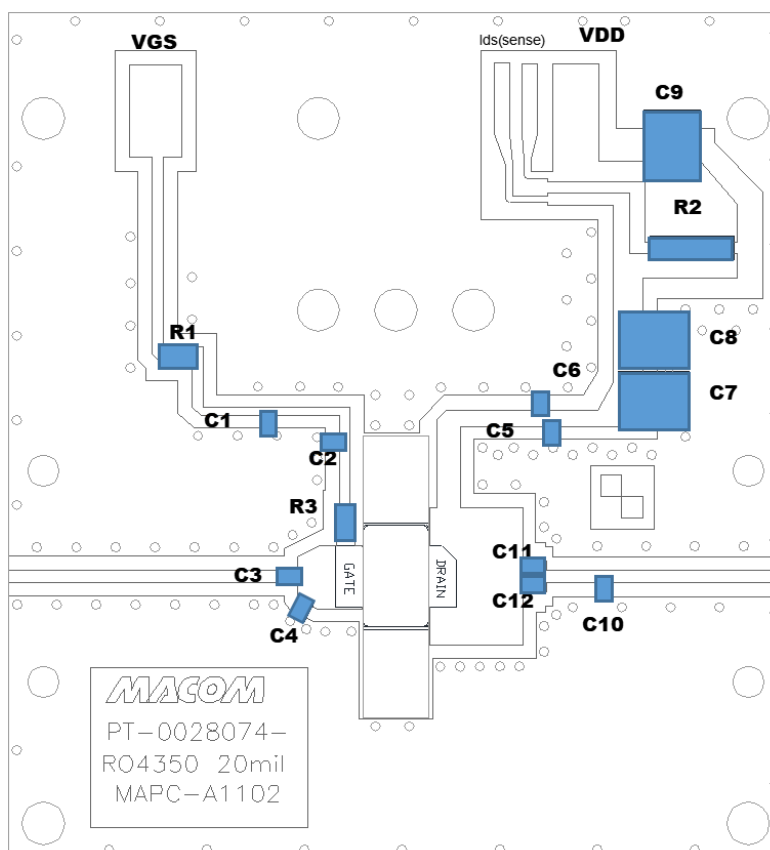 VGS
Ids(sense)
VDD
C9
R2
R1
C8
C6
C7
C1
C5
C2
R3
C11
C3
GATE
DRAIN
C12
C10
C4
MACOM
PT-0028074-
RO4350 20mil
MAPC-A1102